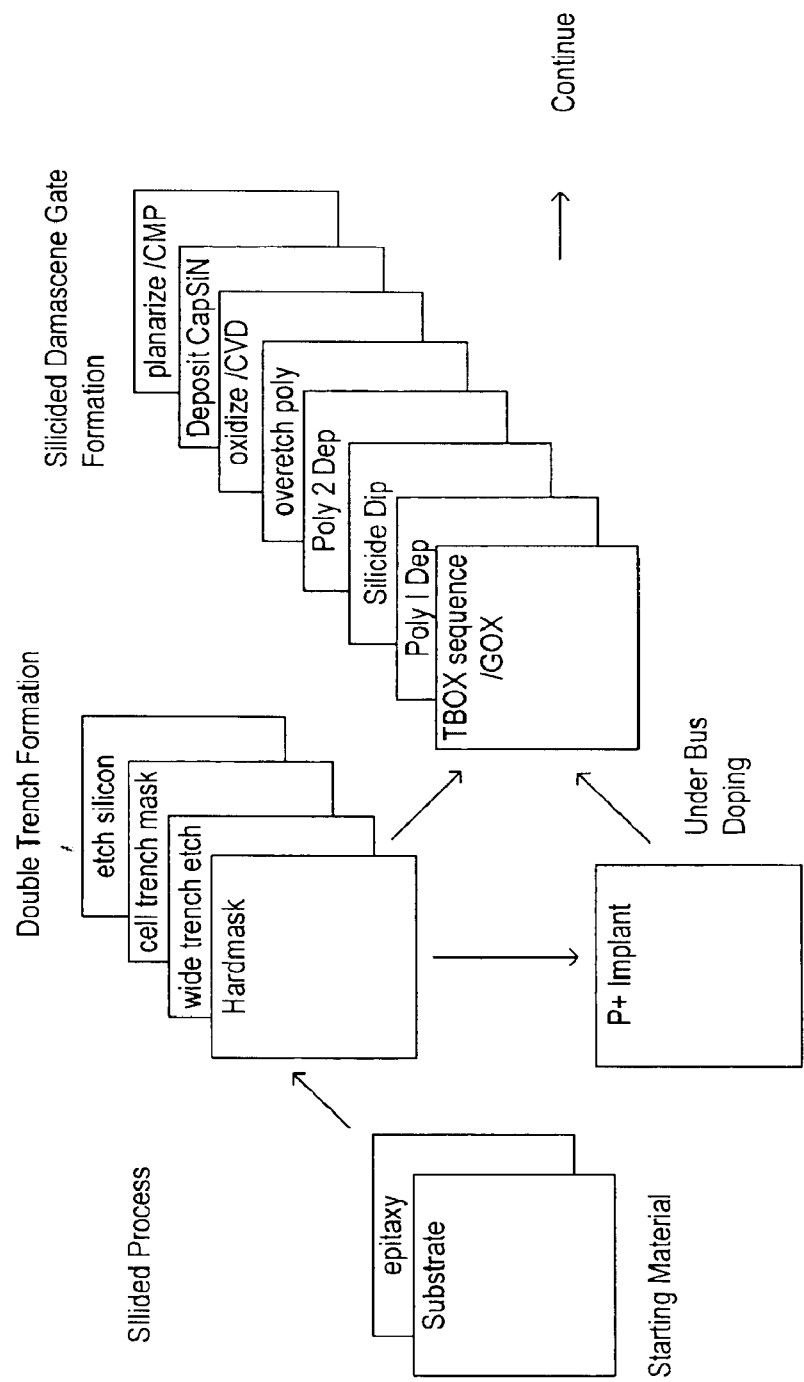 SIlided Process
epitaxy
Substrate
Starting Material
Double Trench Formation
etch silicon
cell trench mask
wide trench etch
Hardmask
P+ Implant
Under Bus
Doping
Silicided Damascene Gate
Formation
planarize /CMP
Deposit CapSiN
oxidize /CVD
overetch poly
Poly 2 Dep
Silicide Dip
Poly I Dep
TBOX sequence
/GOX
Continue